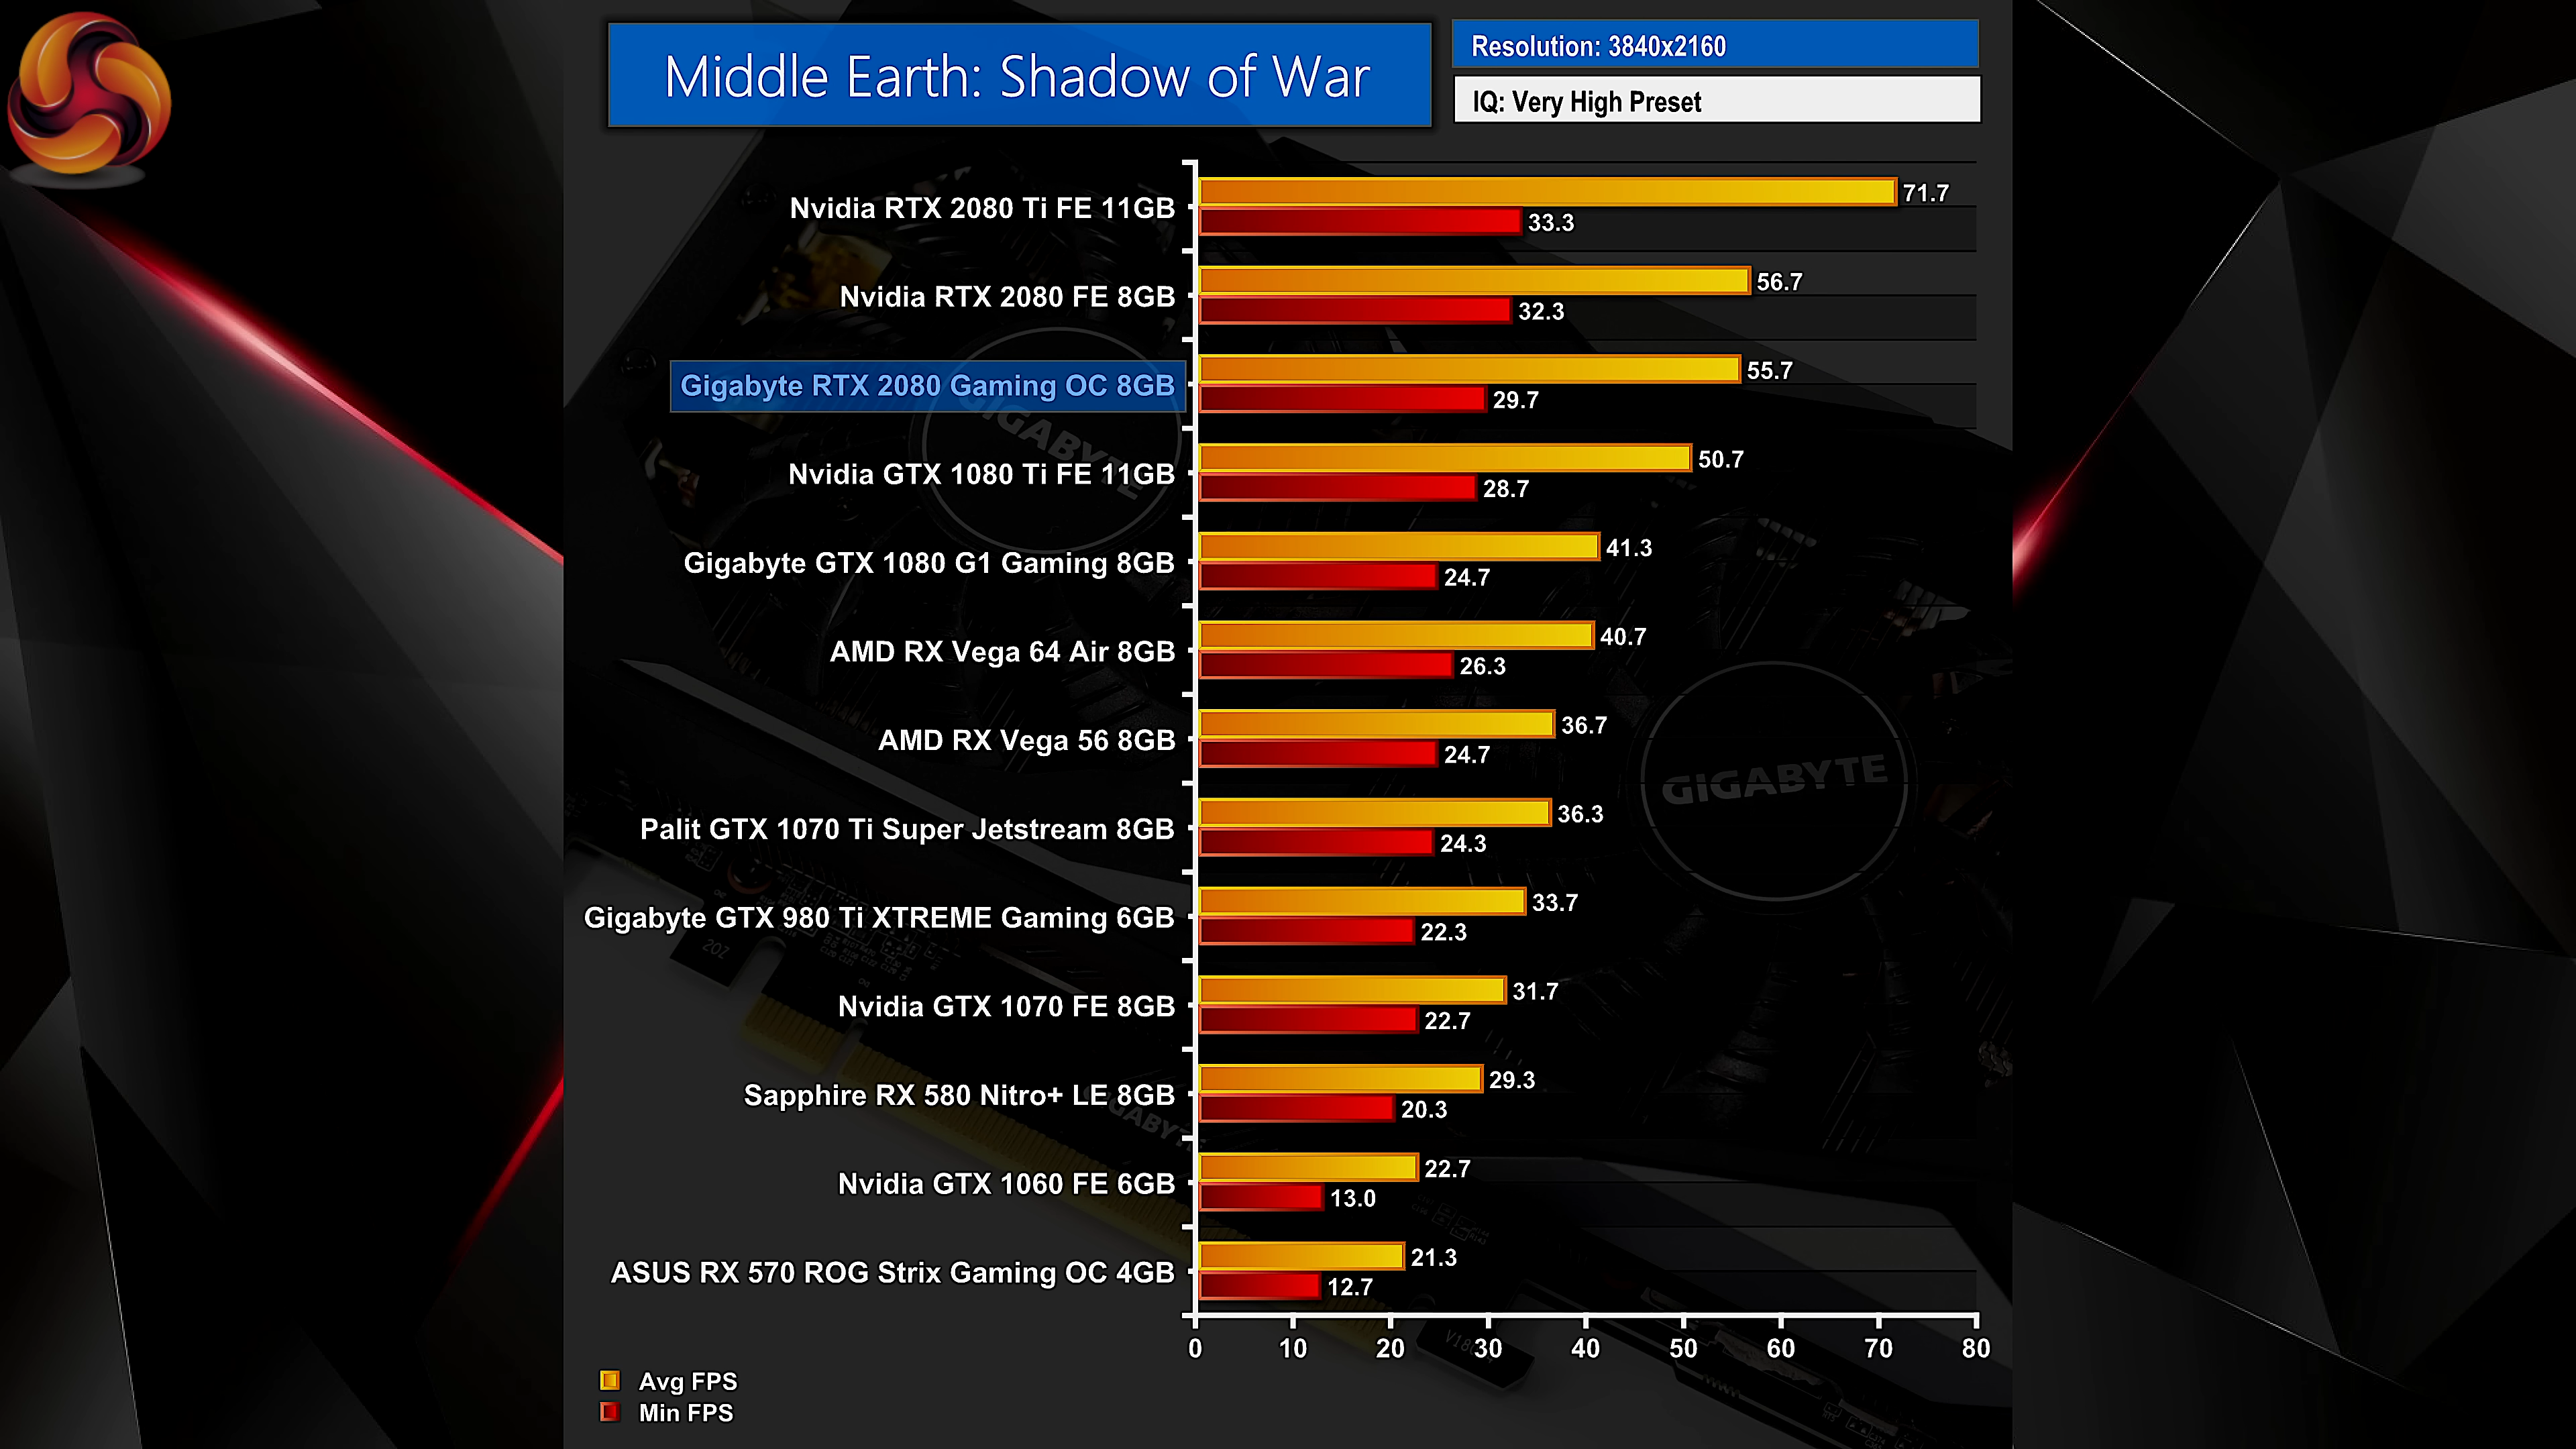 Middle Earth: Shadow of War
Resolution: 3840x2160
IQ: Very High Preset
Nvidia RTX 2080 Ti FE 11GB
71.7
33.3
Nvidia RTX 2080 FE 8GB
56.7
32.3
Gigabyte RTX 2080 Gaming OC 8GB
55.7
29.7
GIGABYTE
Nvidia GTX 1080 Ti FE 11GB
50.7
28.7
Gigabyte GTX 1080 G1 Gaming 8GB
41.3
24.7
AMD RX Vega 64 Air 8GB
40.7
26.3
AMD RX Vega 56 8GB
36.7
24.7
GIGABYTE
Palit GTX 1070 Ti Super Jetstream 8GB
36.3
24.3
Gigabyte GTX 980 Ti XTREME Gaming 6GB
33.7
22.3
Nvidia GTX 1070 FE 8GB
31.7
22.7
Sapphire RX 580 Nitro+ LE 8GB
29.3
20.3
GIGABYTE
Nvidia GTX 1060 FE 6GB
22.7
13.0
ASUS RX 570 ROG Strix Gaming OC 4GB
21.3
12.7
0 10 20 30 40 50 60 70 80
Avg FPS
Min FPS